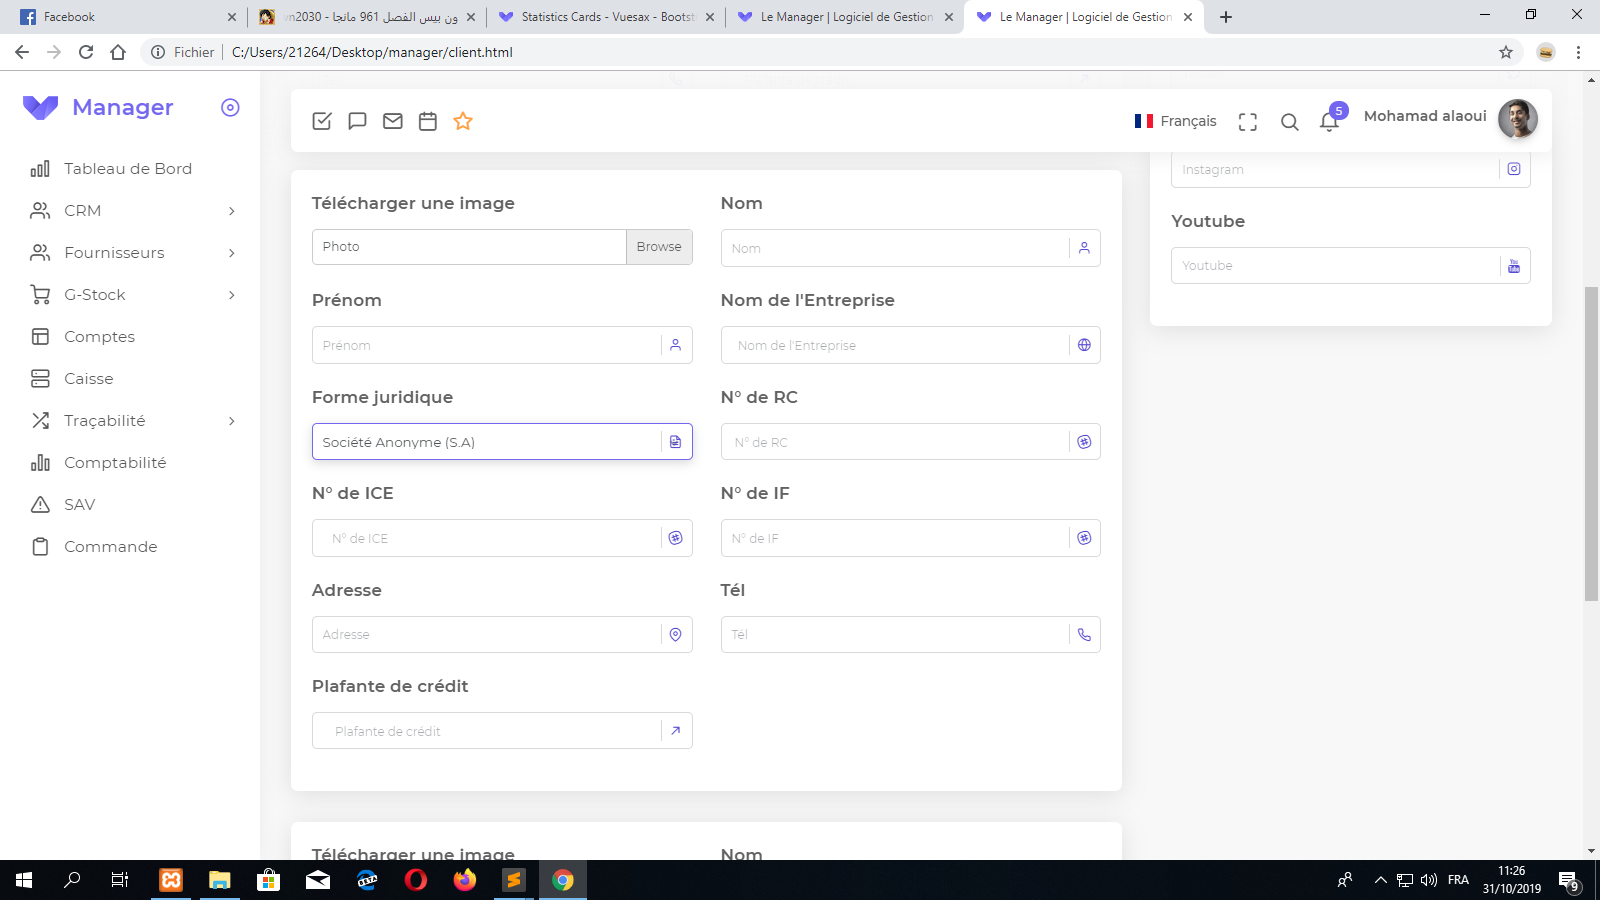 Facebook
ون بيس الفصل 961 مانجا - vn2030
Statistics Cards - Vuesax - Bootst
Le Manager | Logiciel de Gestion
Le Manager | Logiciel de Gestion
Fichier
C:/Users/21264/Desktop/manager/client.html
Manager
Français
5
Mohamad alaoui
Tableau de Bord
CRM
Fournisseurs
G-Stock
Comptes
Caisse
Traçabilité
Comptabilité
SAV
Commande
Télécharger une image
Nom
Photo
Browse
Nom
Prénom
Nom de l'Entreprise
Prénom
Nom de l'Entreprise
Forme juridique
N° de RC
Société Anonyme (S.A)
N° de RC
N° de ICE
N° de IF
N° de ICE
N° de IF
Adresse
Tél
Adresse
Tél
Plafante de crédit
Plafante de crédit
Instagram
Youtube
Youtube
You
Tube
Télécharger une image
Nom
BETA
FRA
11:26
31/10/2019
9